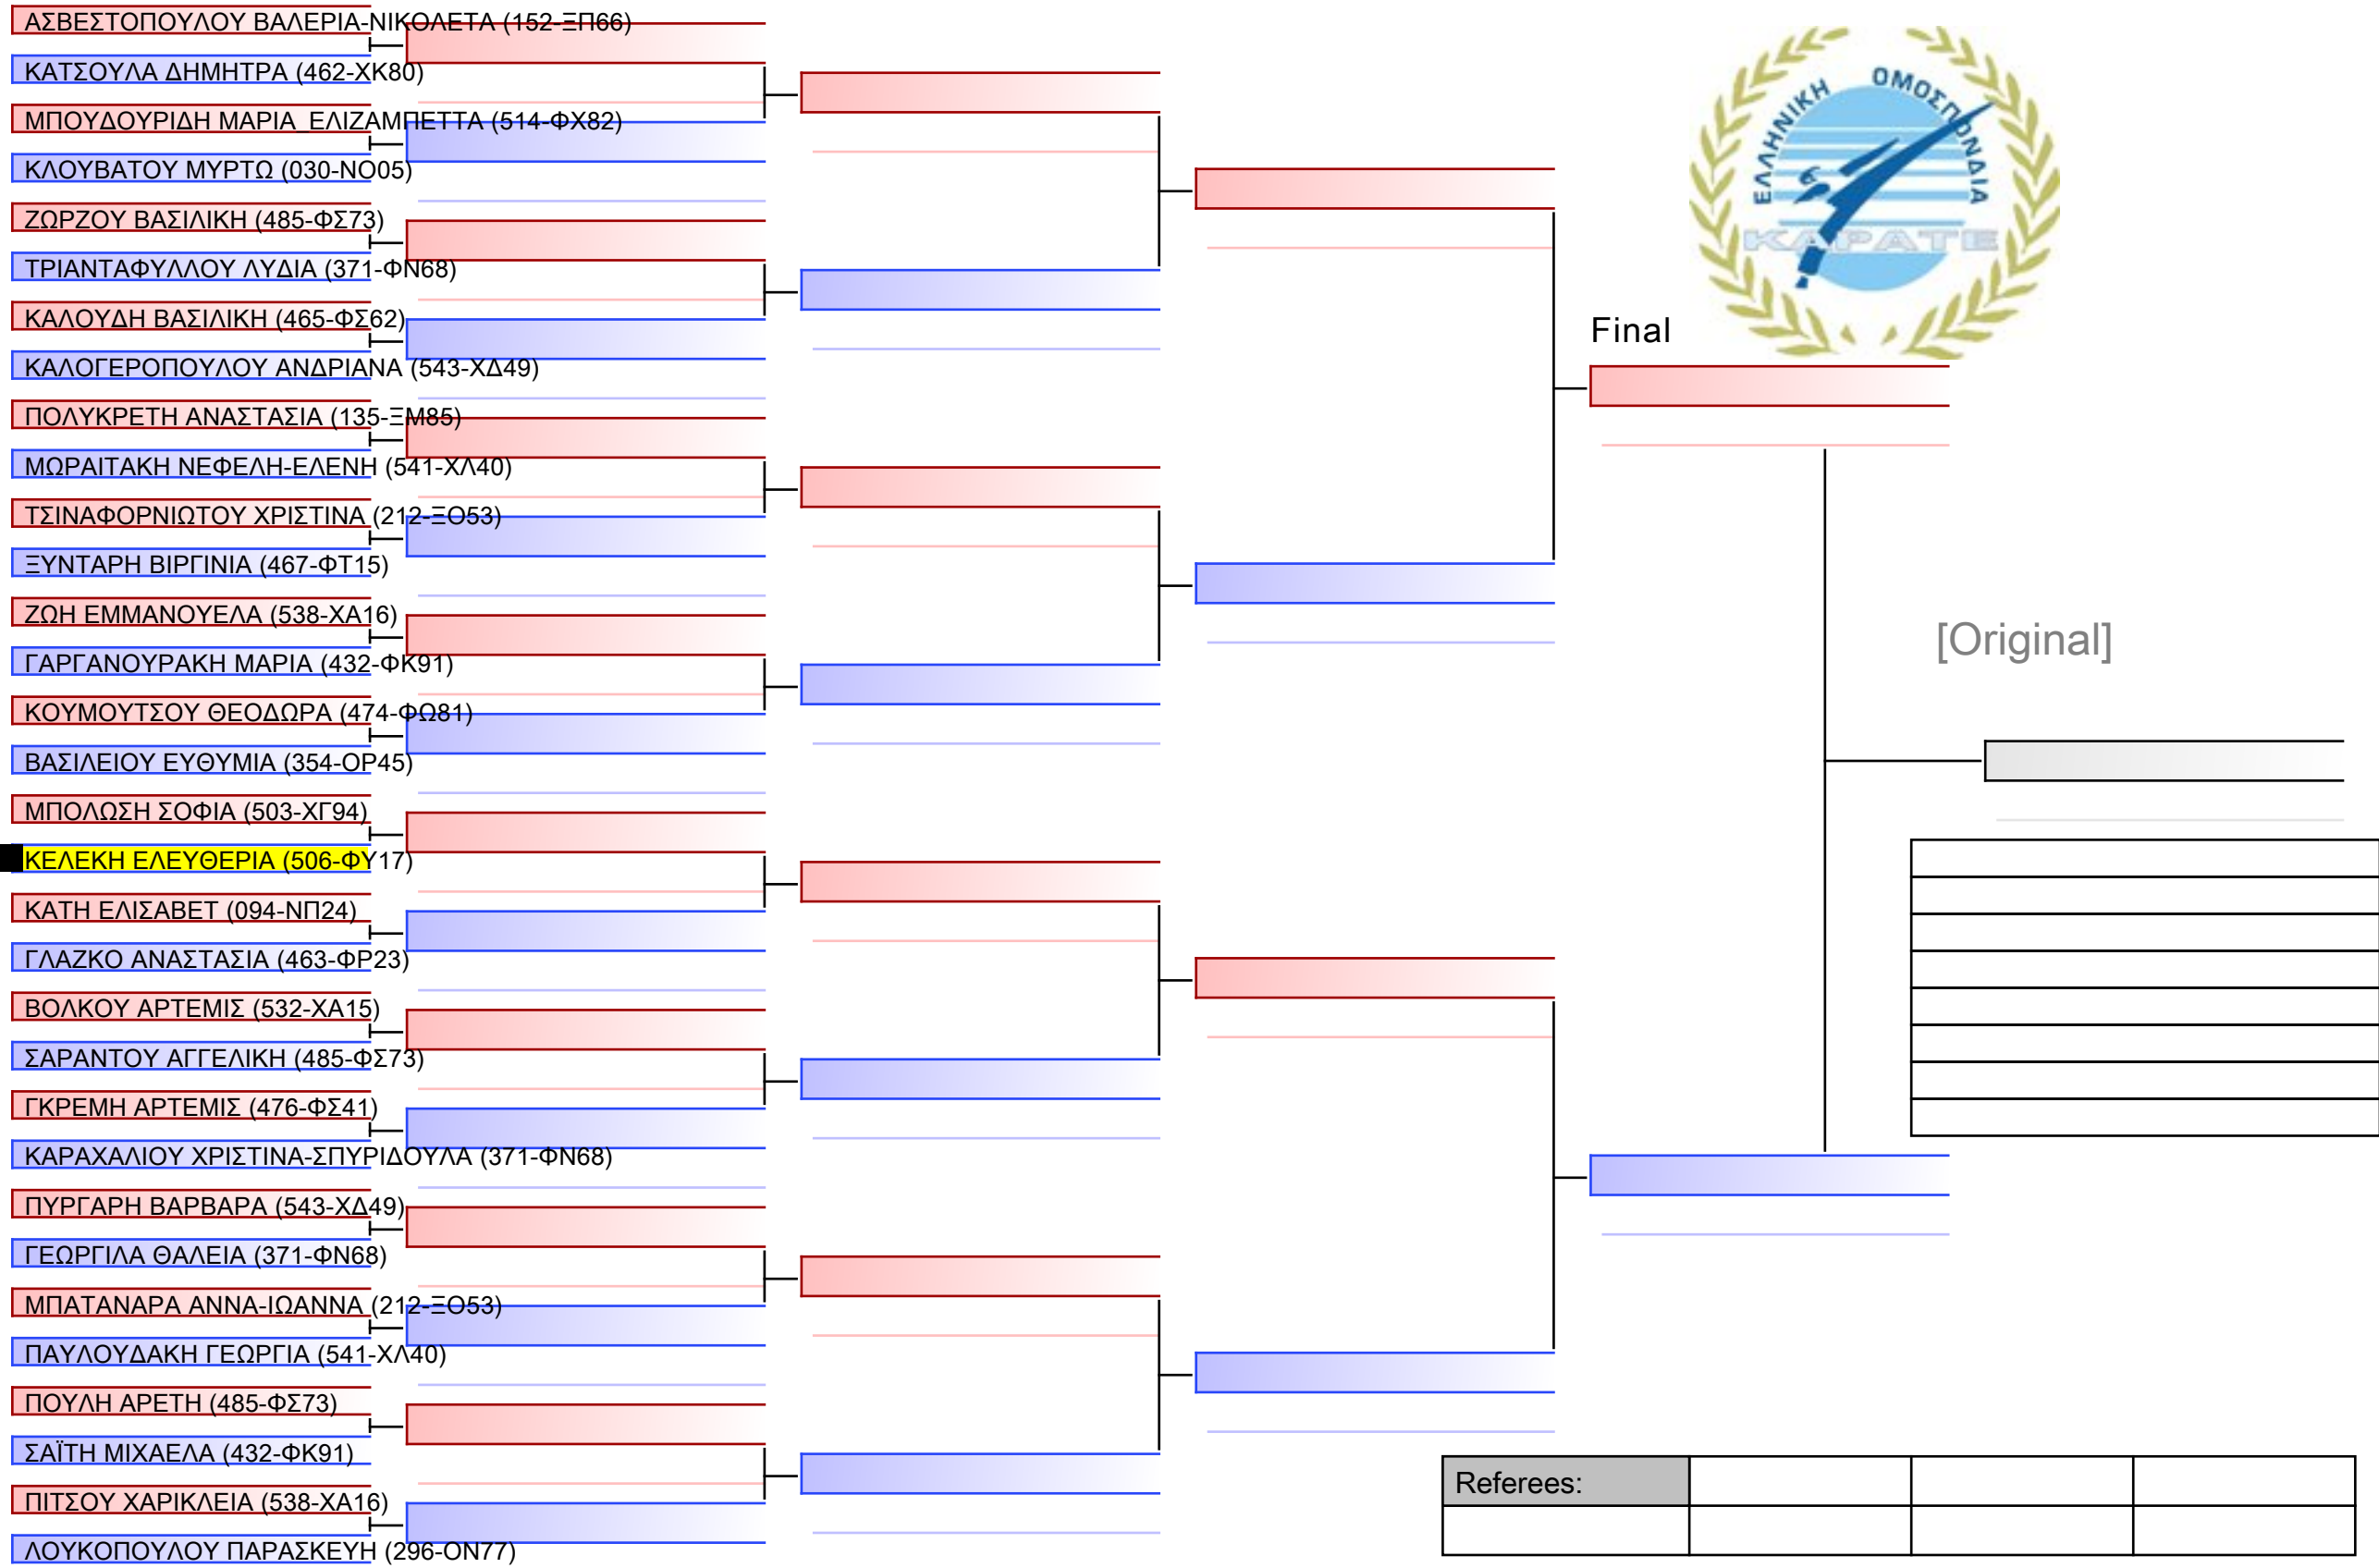 ΑΣΒΕΣΤΟΠΟΥΛΟΥ ΒΑΛΕΡΙΑ-ΝΙΚΟΛΕΤΑ (152-ΞΠ66)
ΚΑΤΣΟΥΛΑ ΔΗΜΗΤΡΑ (462-ΧΚ80)
ΜΠΟΥΔΟΥΡΙΔΗ ΜΑΡΙΑ ΕΛΙΖΑΜΠΕΤΤΑ (514-ΦΧ82)
ΚΛΟΥΒΑΤΟΥ ΜΥΡΤΩ (030-ΝΟ05)
ΖΩΡΖΟΥ ΒΑΣΙΛΙΚΗ (485-ΦΣ73)
ΤΡΙΑΝΤΑΦΥΛΛΟΥ ΛΥΔΙΑ (371-ΦΝ68)
ΚΑΛΟΥΔΗ ΒΑΣΙΛΙΚΗ (465-ΦΣ62)
ΚΑΛΟΓΕΡΟΠΟΥΛΟΥ ΑΝΔΡΙΑΝΑ (543-ΧΔ49)
ΠΟΛΥΚΡΕΤΗ ΑΝΑΣΤΑΣΙΑ (135-ΞΜ85)
ΜΩΡΑΙΤΑΚΗ ΝΕΦΕΛΗ-ΕΛΕΝΗ (541-ΧΛ40)
ΤΣΙΝΑΦΟΡΝΙΩΤΟΥ ΧΡΙΣΤΙΝΑ (212-ΞΟ53)
ΞΥΝΤΑΡΗ ΒΙΡΓΙΝΙΑ (467-ΦΤ15)
ΖΩΗ ΕΜΜΑΝΟΥΕΛΑ (538-ΧΑ16)
ΓΑΡΓΑΝΟΥΡΑΚΗ ΜΑΡΙΑ (432-ΦΚ91)
ΚΟΥΜΟΥΤΣΟΥ ΘΕΟΔΩΡΑ (474-ΦΩ81)
ΒΑΣΙΛΕΙΟΥ ΕΥΘΥΜΙΑ (354-ΟΡ45)
ΜΠΟΛΩΣΗ ΣΟΦΙΑ (503-ΧΓ94)
ΚΕΛΕΚΗ ΕΛΕΥΘΕΡΙΑ (506-ΦΥ17)
ΚΑΤΗ ΕΛΙΣΑΒΕΤ (094-ΝΠ24)
ΓΛΑΖΚΟ ΑΝΑΣΤΑΣΙΑ (463-ΦΡ23)
ΒΟΛΚΟΥ ΑΡΤΕΜΙΣ (532-ΧΑ15)
ΣΑΡΑΝΤΟΥ ΑΓΓΕΛΙΚΗ (485-ΦΣ73)
ΓΚΡΕΜΗ ΑΡΤΕΜΙΣ (476-ΦΣ41)
ΚΑΡΑΧΑΛΙΟΥ ΧΡΙΣΤΙΝΑ-ΣΠΥΡΙΔΟΥΛΑ (371-ΦΝ68)
ΠΥΡΓΑΡΗ ΒΑΡΒΑΡΑ (543-ΧΔ49)
ΓΕΩΡΓΙΛΑ ΘΑΛΕΙΑ (371-ΦΝ68)
ΜΠΑΤΑΝΑΡΑ ΑΝΝΑ-ΙΩΑΝΝΑ (212-ΞΟ53)
ΠΑΥΛΟΥΔΑΚΗ ΓΕΩΡΓΙΑ (541-ΧΛ40)
ΠΟΥΛΗ ΑΡΕΤΗ (485-ΦΣ73)
ΣΑΪΤΗ ΜΙΧΑΕΛΑ (432-ΦΚ91)
ΠΙΤΣΟΥ ΧΑΡΙΚΛΕΙΑ (538-ΧΑ16)
ΛΟΥΚΟΠΟΥΛΟΥ ΠΑΡΑΣΚΕΥΗ (296-ΟΝ77)
ΕΛΛΗΝΙΚΗ ΟΜΟΣΠΟΝΔΙΑ
ΚΑΡΑΤΕ
Final
[Original]
Referees: